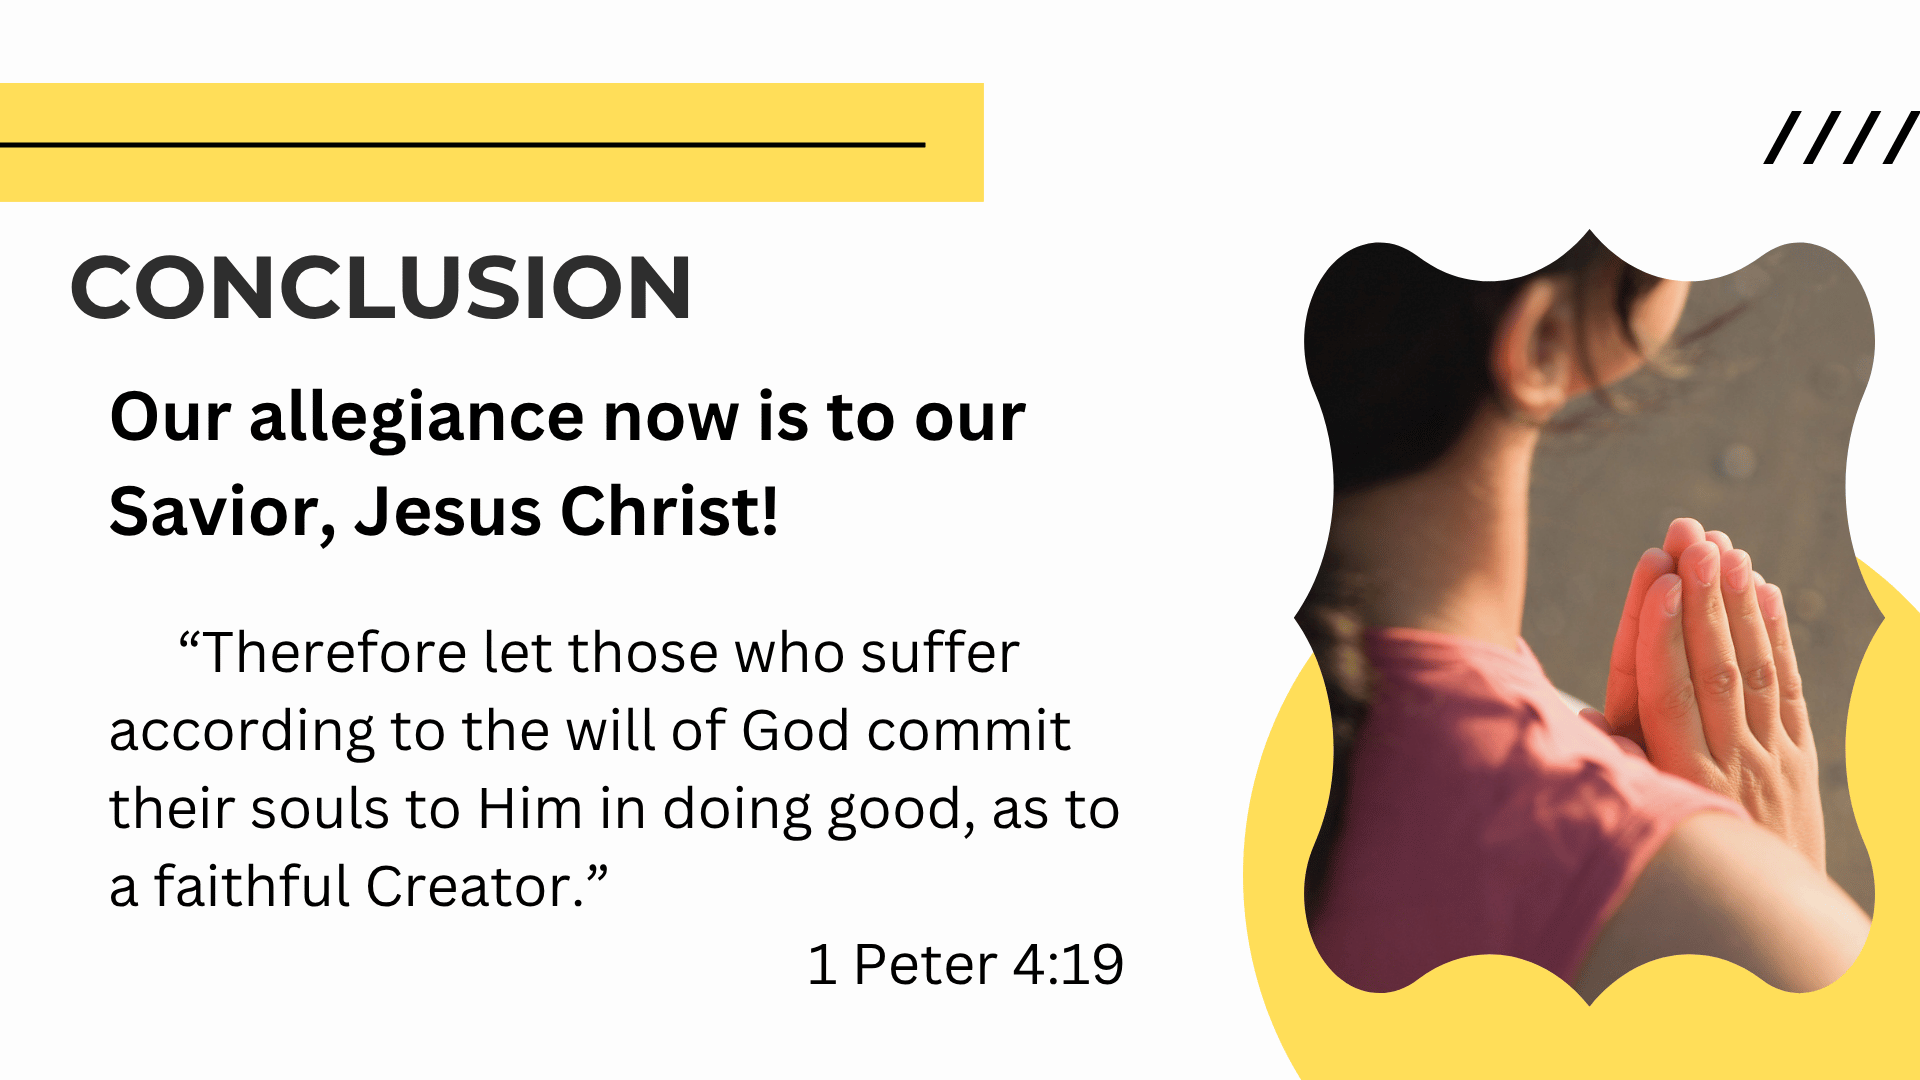 CONCLUSION
Our allegiance now is to our
Savior, Jesus Christ!
“Therefore let those who suffer
according to the will of God commit
their souls to Him in doing good, as to
a faithful Creator.”
1 Peter 4:19